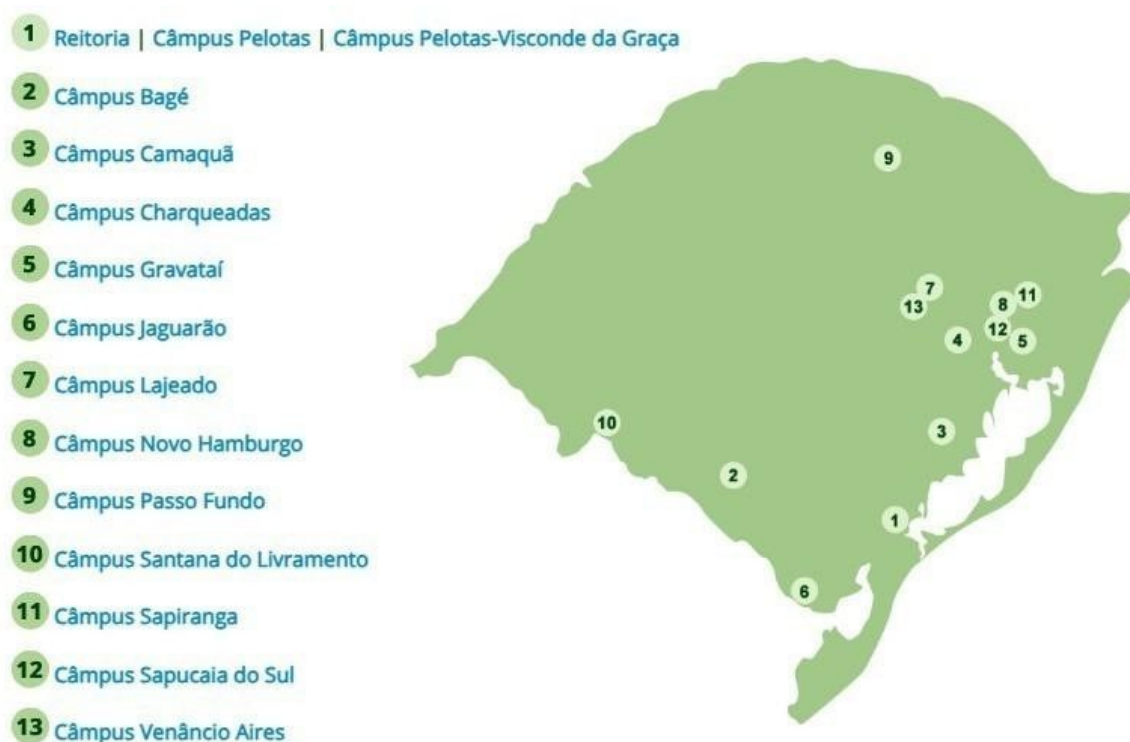 1 Reitoria | Câmpus Pelotas | Câmpus Pelotas-Visconde da Graça
2 Câmpus Bagé
3 Câmpus Camaquã
4 Câmpus Charqueadas
5 Câmpus Gravataí
6 Câmpus Jaguarão
7 Câmpus Lajeado
8 Câmpus Novo Hamburgo
9 Câmpus Passo Fundo
10 Câmpus Santana do Livramento
11 Câmpus Sapiranga
12 Câmpus Sapucaia do Sul
13 Câmpus Venâncio Aires
9
7
11
13
8
12
4
5
10
3
2
1
6